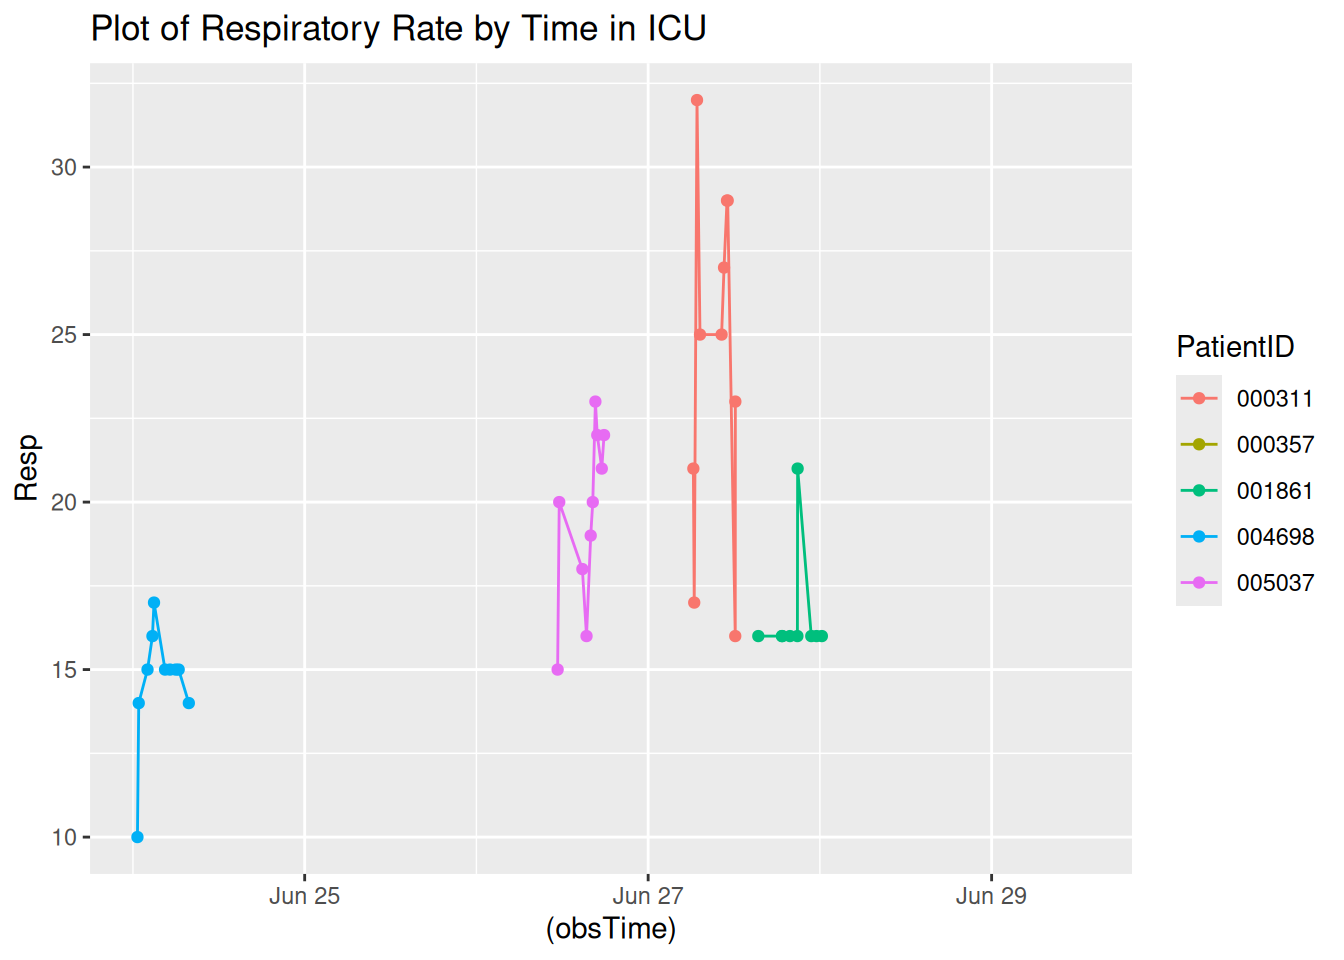 Plot of Respiratory Rate by Time in ICU
30
25
20
15
10
Resp
Jun 25
Jun 27
Jun 29
(obsTime)
PatientID
000311
000357
001861
004698
005037